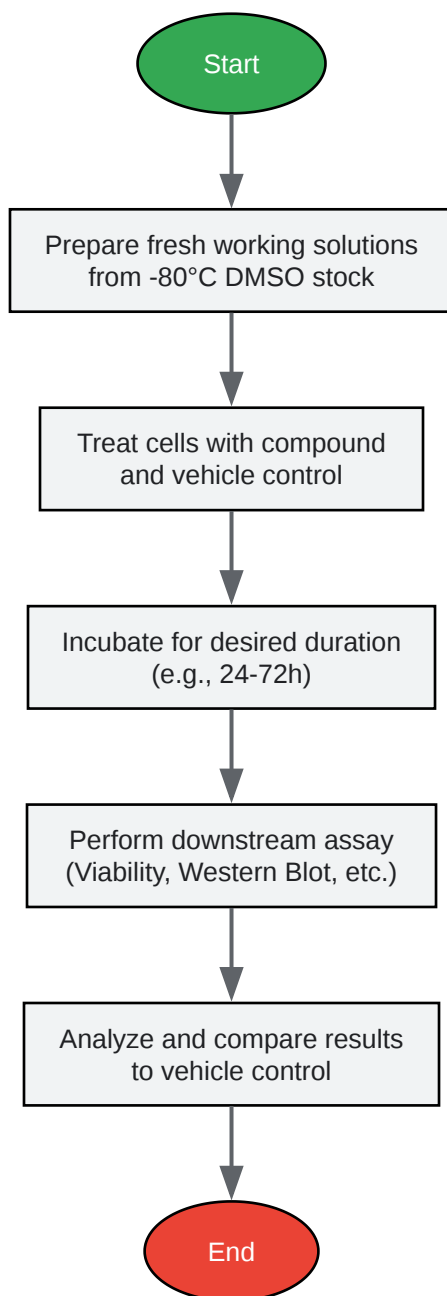 Start
Prepare fresh working solutions
from -80°C DMSO stock
Treat cells with compound
and vehicle control
Incubate for desired duration
(e.g., 24-72h)
Perform downstream assay
(Viability, Western Blot, etc.)
Analyze and compare results
to vehicle control
End